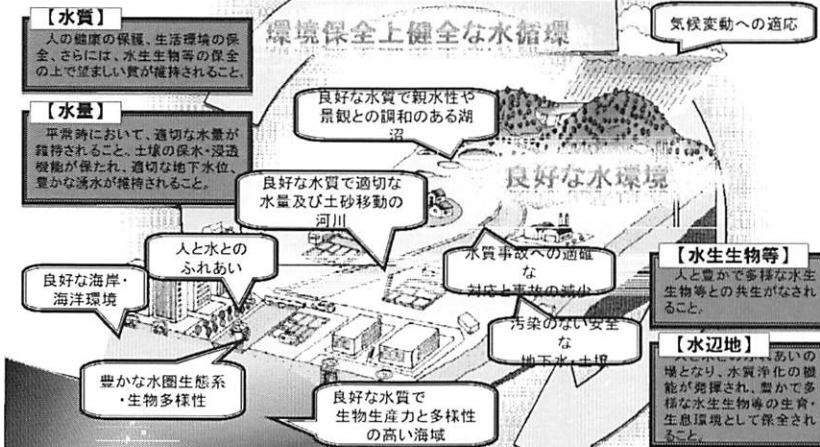 【水質】
人の健康の保護、生活環境の保
全、さらには、水生生物等の保全
の上で望ましい質が維持されること。
【水量】
平常時において、適切な水量が
維持されること。土壌の保水・浸透
機能が保たれ、適切な地下水位、
豊かな湧水が維持されること。
環境保全上健全な水循環
気候変動への適応
良好な水質で親水性や
景観との調和のある湖
沼
良好な水環境
良好な水質で適切な
水量及び土砂移動の
河川
人と水との
ふれあい
良好な海岸・
海洋環境
水質事故への適確
な
対応と事故の減少
汚染のない安全
な
地下水・土壌
豊かな水圏生態系
・生物多様性
良好な水質で
生物生産力と多様性
の高い海域
【水生生物等】
人と豊かで多様な水生
生物等との共生がなされ
ること。
【水辺地】
人と水とのふれあいの
場となり、水質浄化の機
能が発揮され、豊かで多
様な水生生物等の生育・
生息環境として保全され
ること。